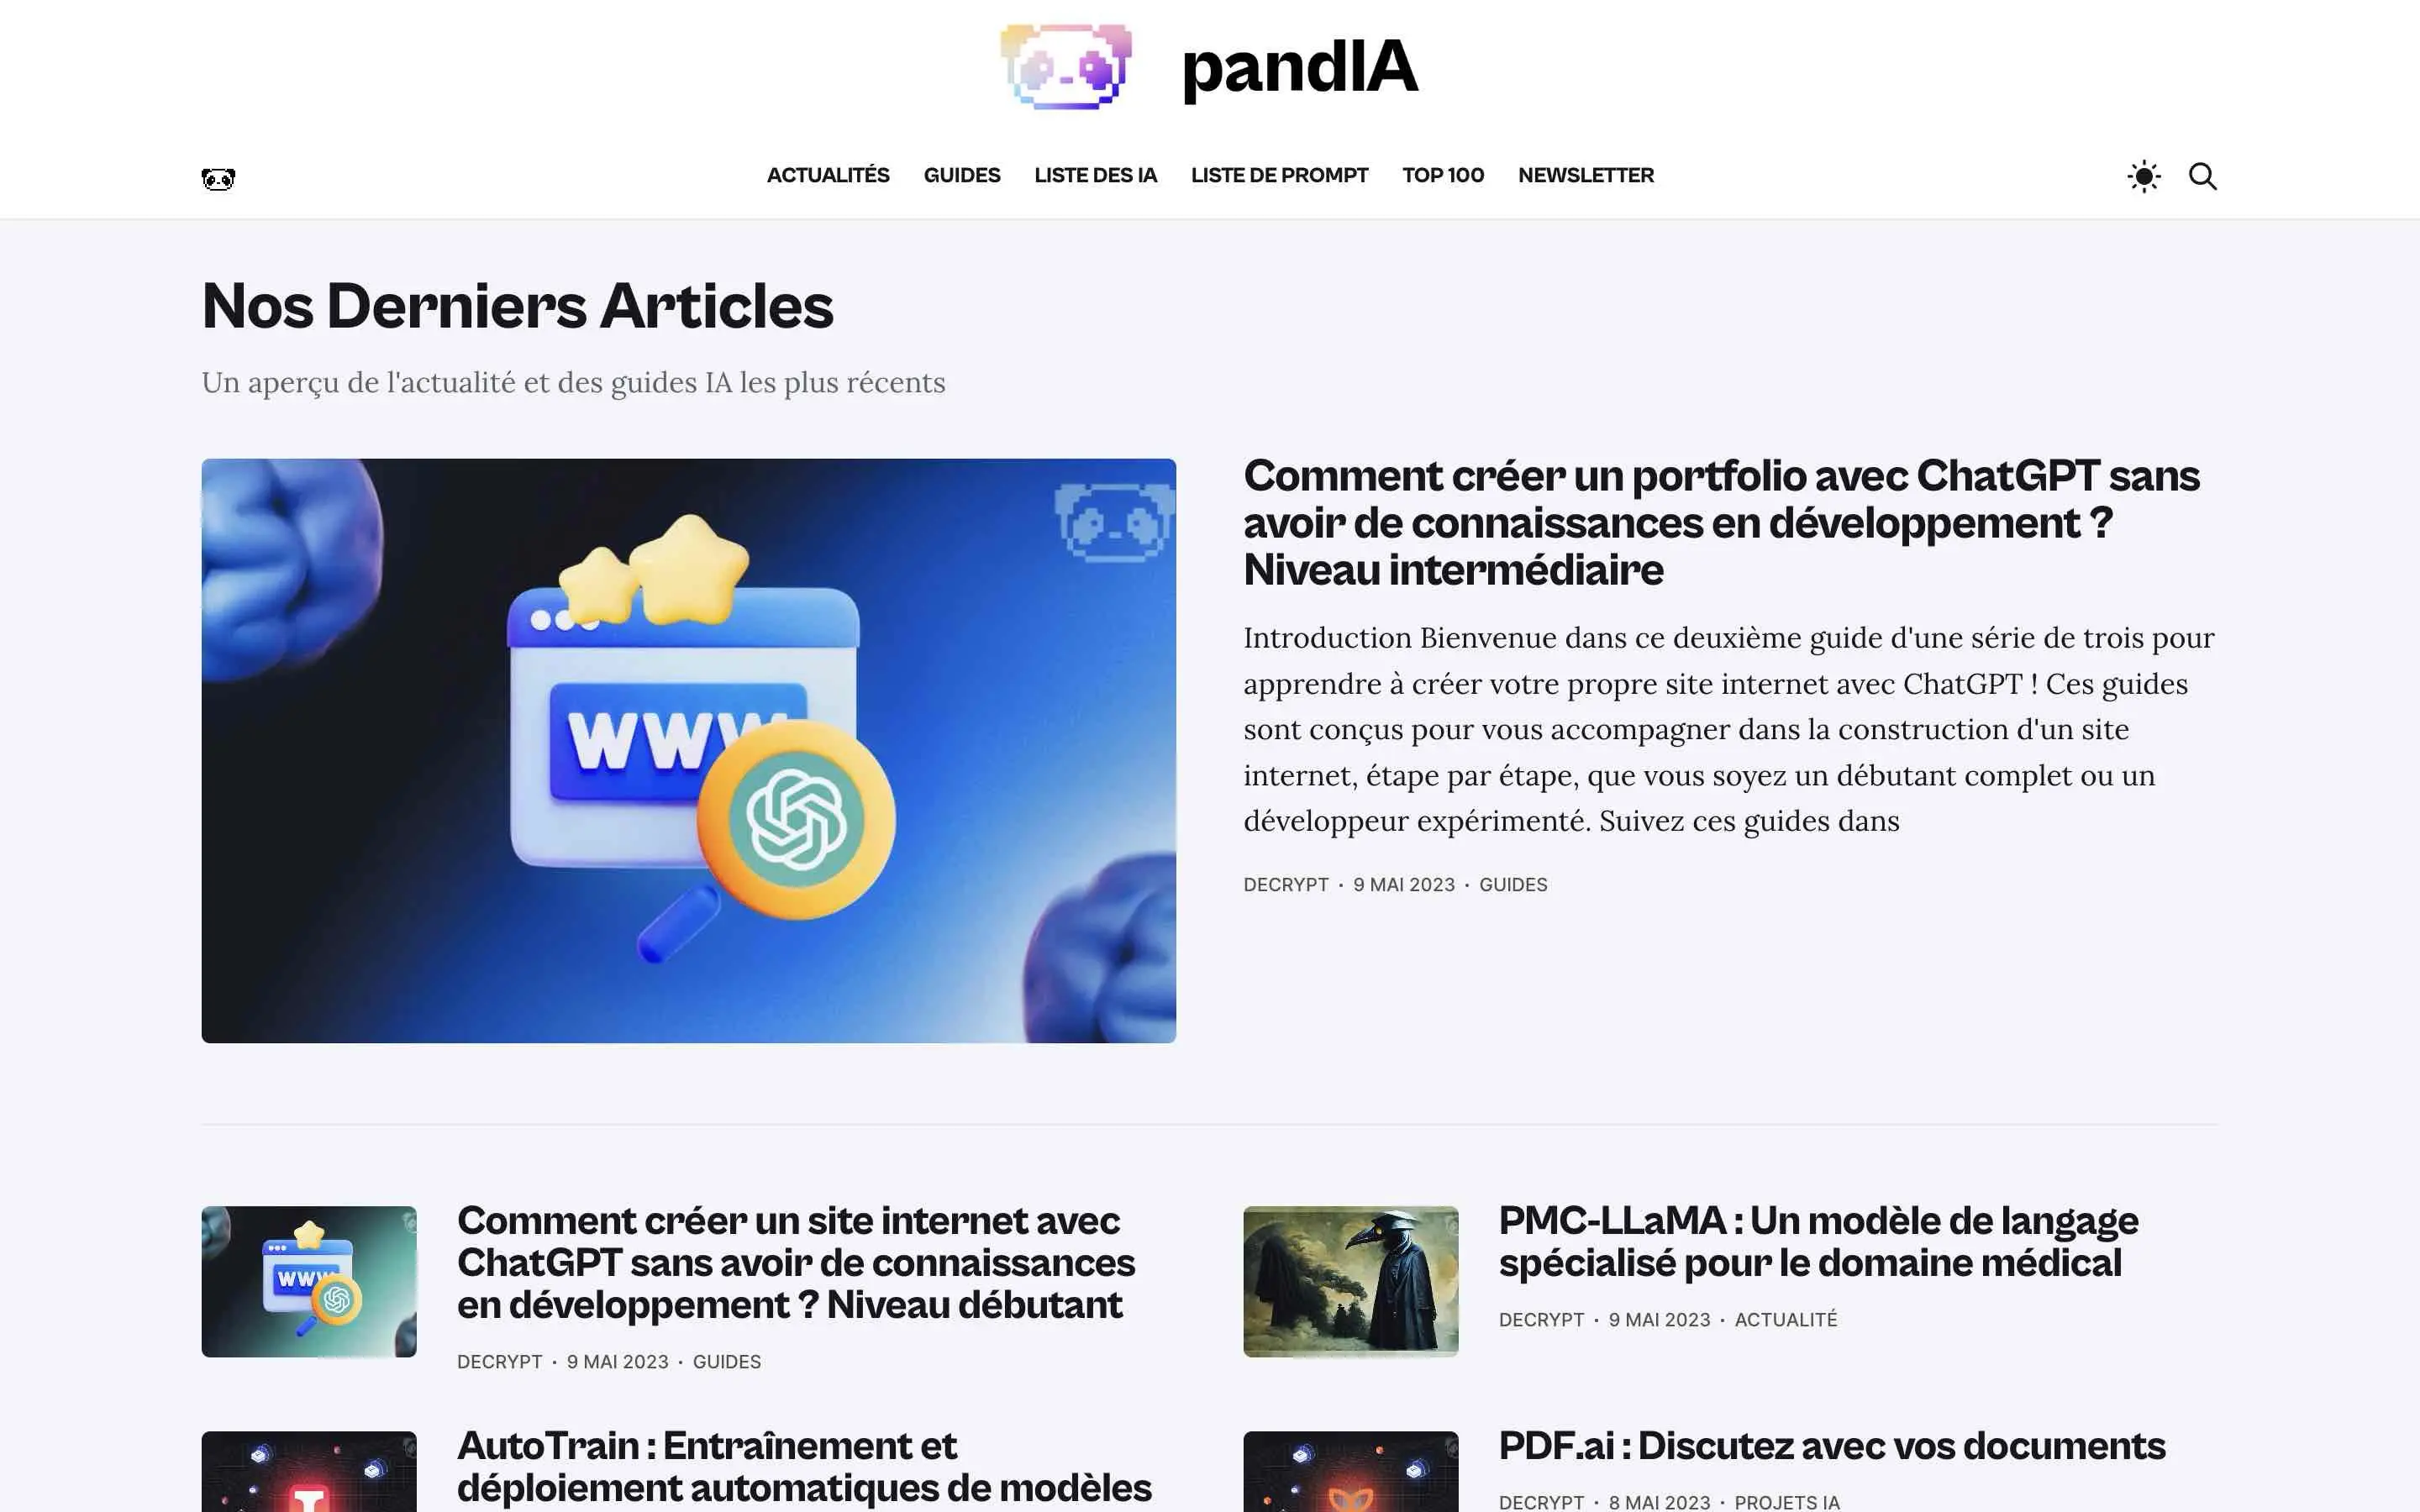 pandIA
ACTUALITÉS GUIDES LISTE DES IA LISTE DE PROMPT TOP 100 NEWSLETTER
Nos Derniers Articles
Un aperçu de l'actualité et des guides IA les plus récents
WWW
Comment créer un portfolio avec ChatGPT sans
avoir de connaissances en développement ?
Niveau intermédiaire
Introduction Bienvenue dans ce deuxième guide d'une série de trois pour
apprendre à créer votre propre site internet avec ChatGPT ! Ces guides
sont conçus pour vous accompagner dans la construction d'un site
internet, étape par étape, que vous soyez un débutant complet ou un
développeur expérimenté. Suivez ces guides dans
DECRYPT · 9 MAI 2023 · GUIDES
WWW
Comment créer un site internet avec
ChatGPT sans avoir de connaissances
en développement ? Niveau débutant
DECRYPT · 9 MAI 2023 · GUIDES
PMC-LLaMA : Un modèle de langage
spécialisé pour le domaine médical
DECRYPT · 9 MAI 2023 · ACTUALITÉ
AutoTrain : Entraînement et
déploiement automatiques de modèles
PDF.ai : Discutez avec vos documents
DECRYPT · 8 MAI 2023 · PROJETS IA